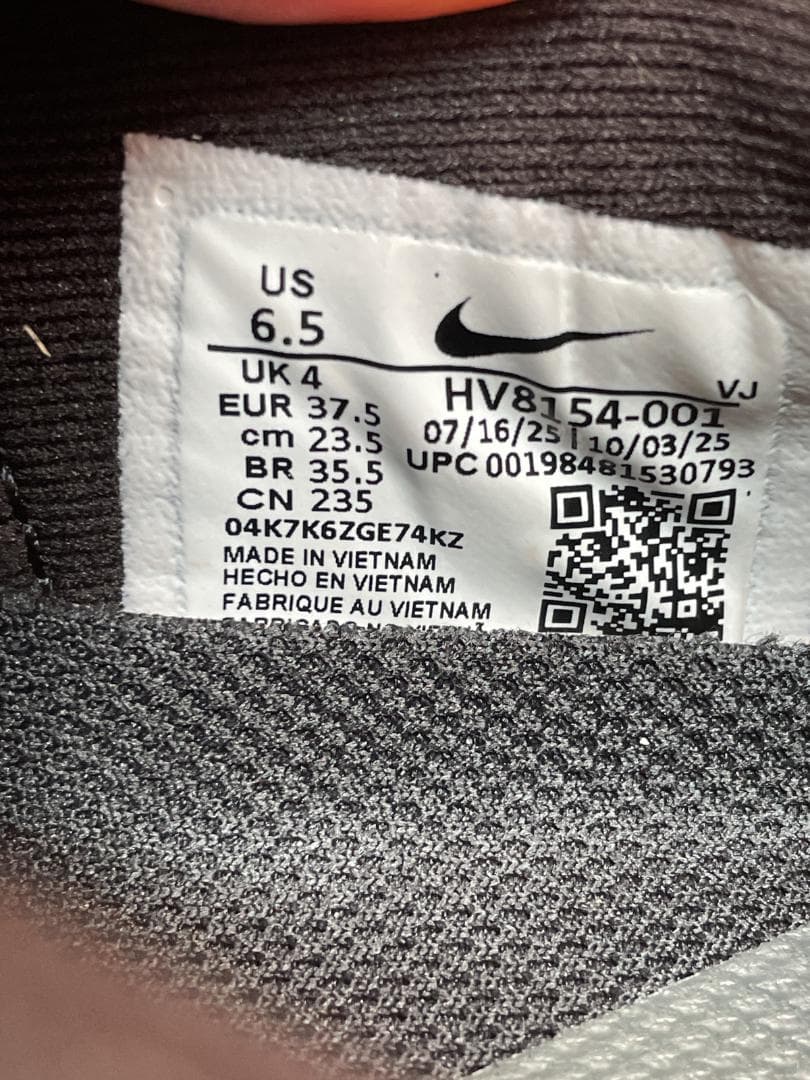 US
6.5
UK 4
EUR 37.5
cm 23.5
BR 35.5
CN 235
VJ
HV8154-001
07/16/25 | 10/03/25
UPC 00198481530793
04K7K6ZGE74KZ
MADE IN VIETNAM
HECHO EN VIETNAM
FABRIQUE AU VIETNAM